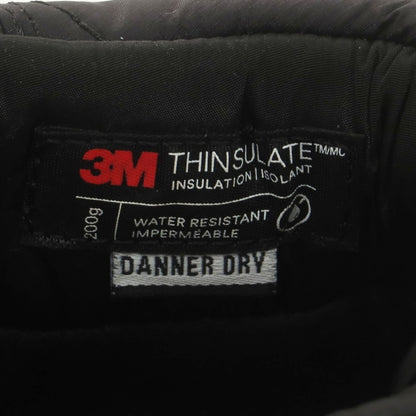 3M THINSULATE™/MC
INSULATION | ISOLANT
200g
WATER RESISTANT
IMPERMÉABLE
DANNER DRY